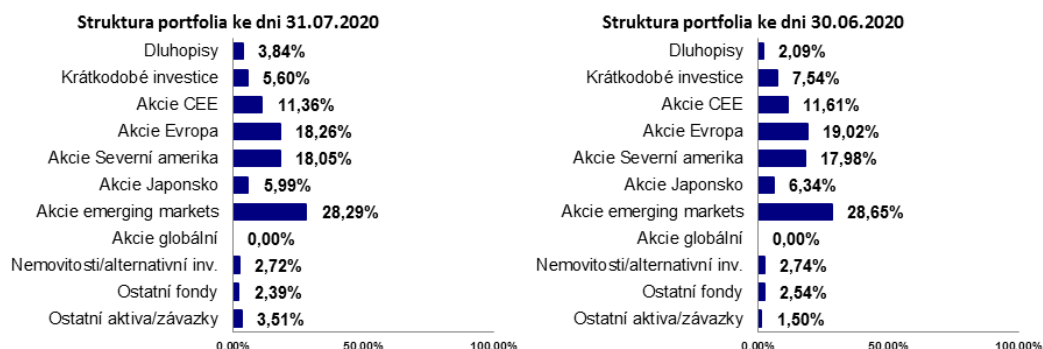 Struktura portfolia ke dni 31.07.2020
Dluhopisy 3,84%
Krátkodobé investice 5,60%
Akcie CEE 11,36%
Akcie Evropa 18,26%
Akcie Severní amerika 18,05%
Akcie Japonsko 5,99%
Akcie emerging markets 28,29%
Akcie globální 0,00%
Nemovitosti/alternativní inv. 2,72%
Ostatní fondy 2,39%
Ostatní aktiva/závazky 3,51%
0,00% 50,00% 100,00%
Struktura portfolia ke dni 30.06.2020
Dluhopisy 2,09%
Krátkodobé investice 7,54%
Akcie CEE 11,61%
Akcie Evropa 19,02%
Akcie Severní amerika 17,98%
Akcie Japonsko 6,34%
Akcie emerging markets 28,65%
Akcie globální 0,00%
Nemovitosti/alternativní inv. 2,74%
Ostatní fondy 2,54%
Ostatní aktiva/závazky 1,50%
0,00% 50,00% 100,00%